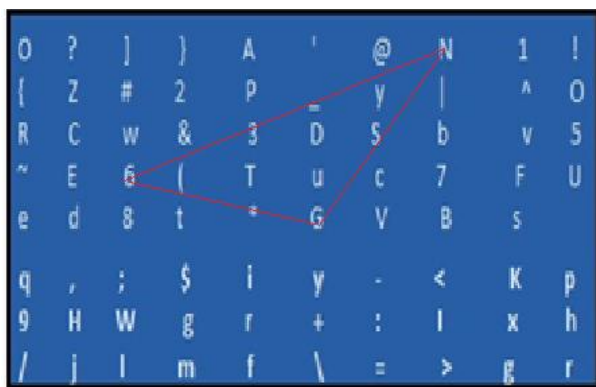 O ? ] } A ' @ N 1 !
{ Z # 2 P _ y | ^ O
R C w & 3 D S b v 5
~ E 6 ( T u c 7 F U
e d 8 t * G V B s
q , ; $ i y - < K p
9 H W g r + : I x h
/ j l m f \ = > g r